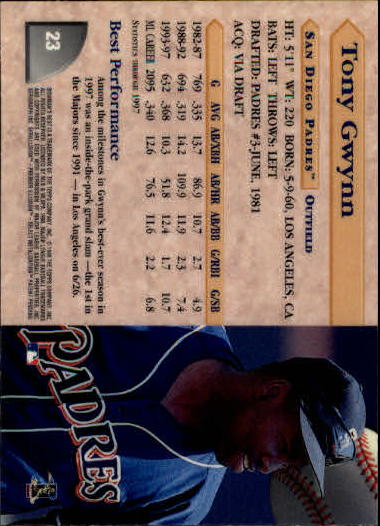 Tony Gwynn
SAN DIEGO PADRES™ OUTFIELD
HT: 5'11" WT: 220 BORN: 5-9-60, LOS ANGELES, CA
BATS: LEFT THROWS: LEFT
DRAFTED: PADRES #3-JUNE, 1981
ACQ: VIA DRAFT
G AVG AB/XBH AB/HR AB/BB G/RBI G/SB
1982-87 769 .335 13.7 86.9 10.7 2.7 4.9
1988-92 694 .319 14.2 109.9 11.9 2.3 7.4
1993-97 632 .368 10.3 51.8 12.4 1.7 10.7
ML CAREER 2095 .340 12.6 76.5 11.6 2.2 6.8
STATISTICS THROUGH 1997
Best Performance
Among the milestones in Gwynn's best-ever season in
1997 was an inside-the-park grand slam — the 1st in
the Majors since 1991 — in Los Angeles on 6/26.
23
PADRES